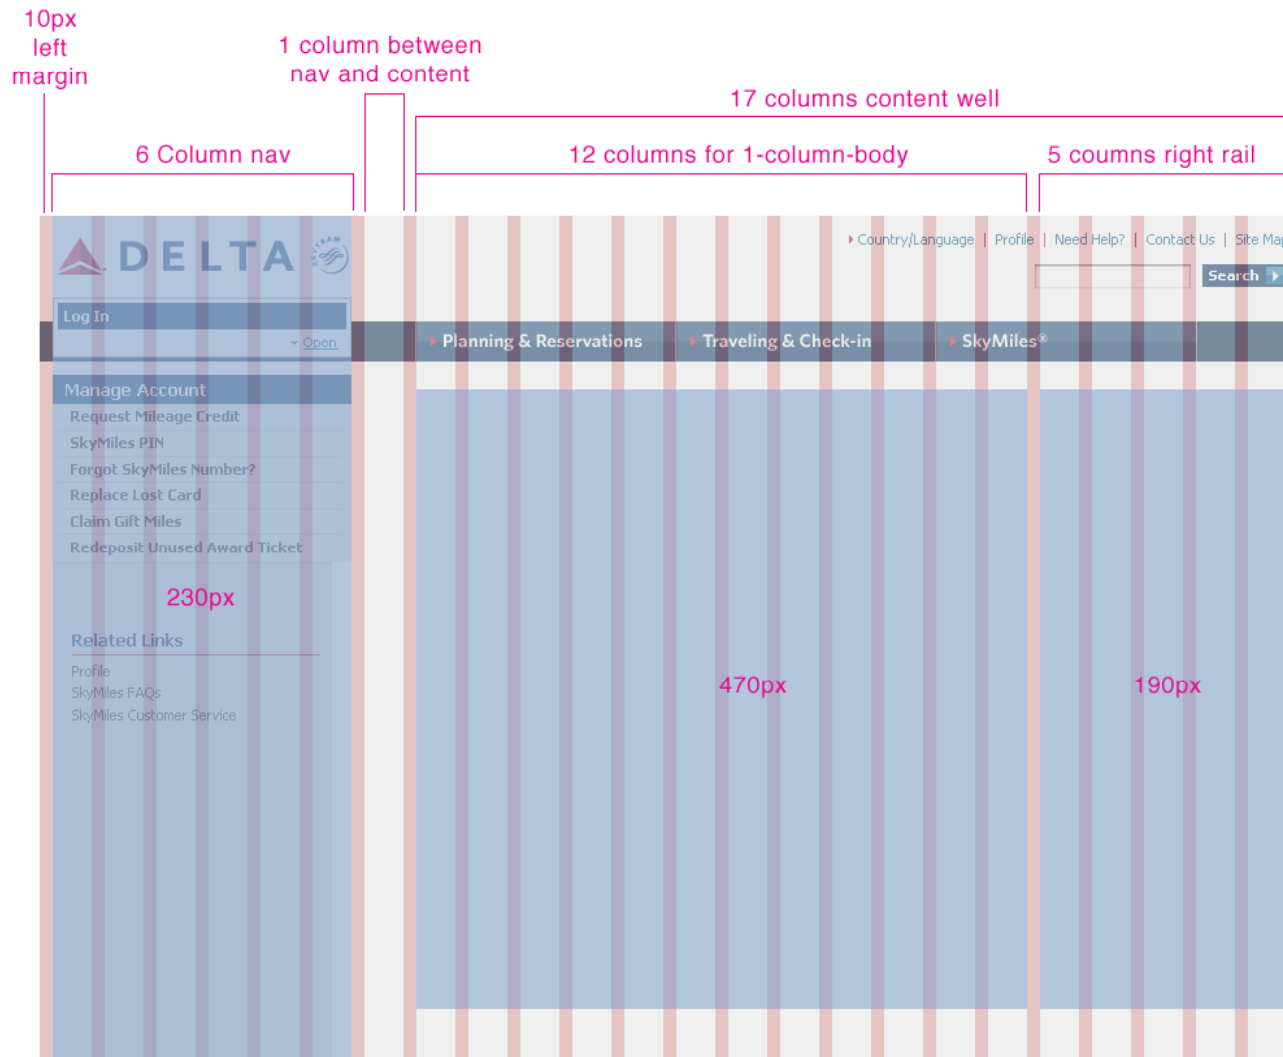 10px
left
margin
1 column between
nav and content
17 columns content well
6 Column nav
12 columns for 1-column-body
5 coumns right rail
DELTA
SKYTEAM
Country/Language | Profile | Need Help? | Contact Us | Site Map
Search
Log In
Open
Planning & Reservations
Traveling & Check-in
SkyMiles®
Manage Account
Request Mileage Credit
SkyMiles PIN
Forgot SkyMiles Number?
Replace Lost Card
Claim Gift Miles
Redeposit Unused Award Ticket
230px
Related Links
Profile
SkyMiles FAQs
SkyMiles Customer Service
470px
190px